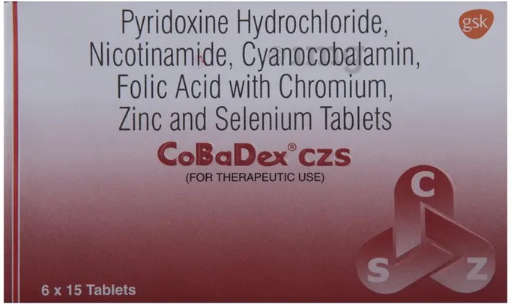 gsk
Pyridoxine Hydrochloride,
Nicotinamide, Cyanocobalamin,
Folic Acid with Chromium,
Zinc and Selenium Tablets
CoBaDex® CZS
(FOR THERAPEUTIC USE)
C
S Z
6 x 15 Tablets